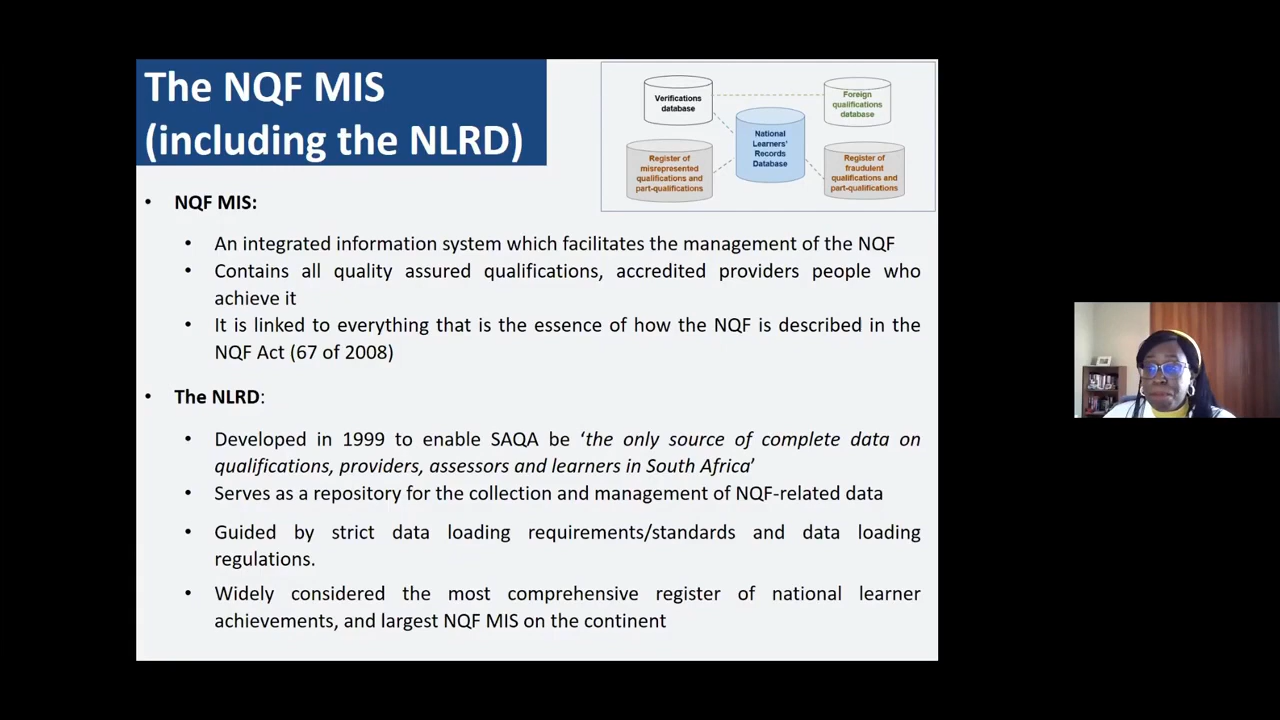 The NQF MIS
(including the NLRD)
Verifications
database
Foreign
qualifications
database
National
Learners'
Records
Database
Register of
misrepresented
qualifications and
part-qualifications
Register of
fraudulent
qualifications and
part-qualifications
• NQF MIS:
• An integrated information system which facilitates the management of the NQF
• Contains all quality assured qualifications, accredited providers people who
achieve it
• It is linked to everything that is the essence of how the NQF is described in the
NQF Act (67 of 2008)
• The NLRD:
• Developed in 1999 to enable SAQA be ‘the only source of complete data on
qualifications, providers, assessors and learners in South Africa’
• Serves as a repository for the collection and management of NQF-related data
• Guided by strict data loading requirements/standards and data loading
regulations.
• Widely considered the most comprehensive register of national learner
achievements, and largest NQF MIS on the continent